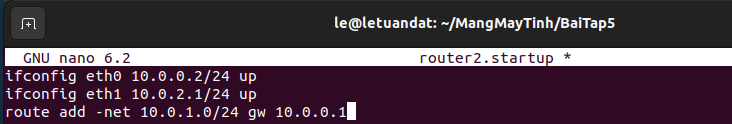 le@letuandat: ~/MangMayTinh/BaiTap5
GNU nano 6.2 router2.startup *
ifconfig eth0 10.0.0.2/24 up
ifconfig eth1 10.0.2.1/24 up
route add -net 10.0.1.0/24 gw 10.0.0.1